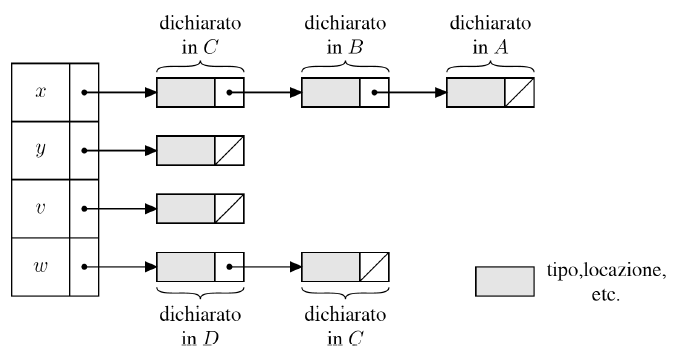 dichiarato
in C
dichiarato
in B
dichiarato
in A
x
y
v
w
dichiarato
in D
dichiarato
in C
tipo,locazione,
etc.